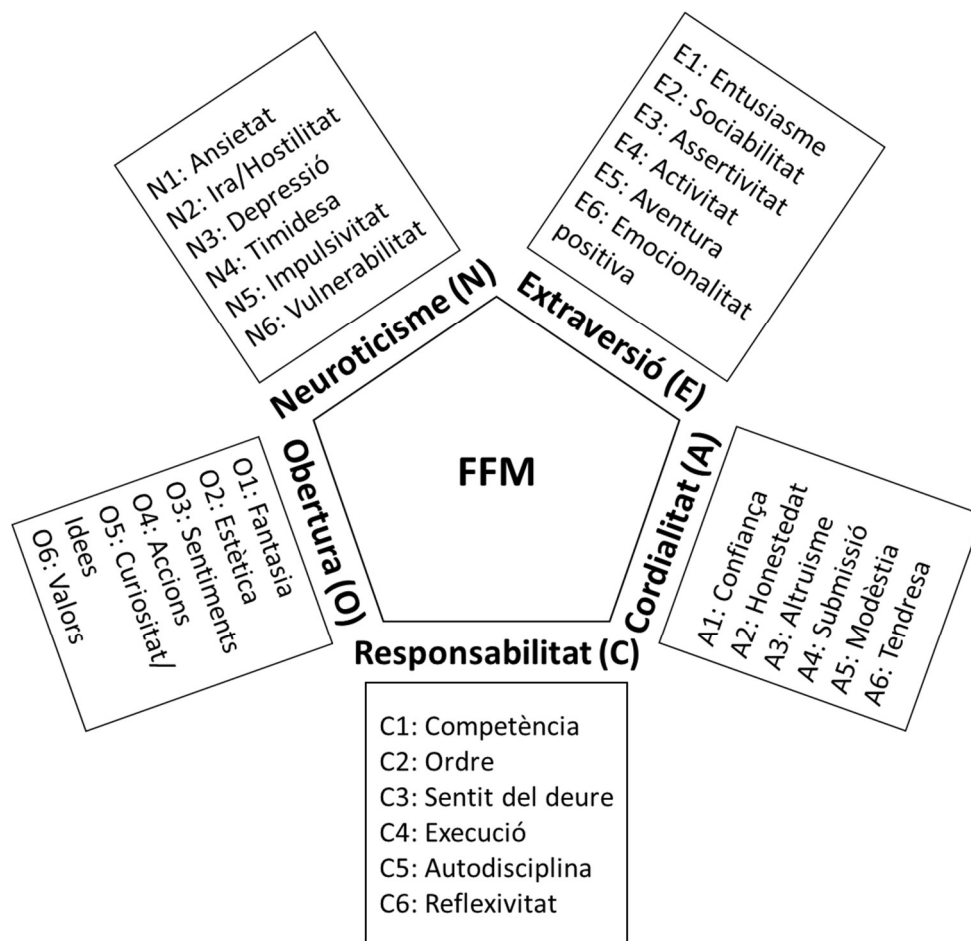 N1: Ansietat
N2: Ira/Hostilitat
N3: Depressió
N4: Timidesa
N5: Impulsivitat
N6: Vulnerabilitat
Neuroticisme (N)
E1: Entusiasme
E2: Sociabilitat
E3: Assertivitat
E4: Activitat
E5: Aventura
E6: Emocionalitat
positiva
Extraversió (E)
O1: Fantasia
O2: Estètica
O3: Sentiments
O4: Accions
O5: Curiositat/
Idees
O6: Valors
Obertura (O)
FFM
Cordialitat (A)
A1: Confiança
A2: Honestedat
A3: Altruisme
A4: Submissió
A5: Modèstia
A6: Tendresa
Responsabilitat (C)
C1: Competència
C2: Ordre
C3: Sentit del deure
C4: Execució
C5: Autodisciplina
C6: Reflexivitat